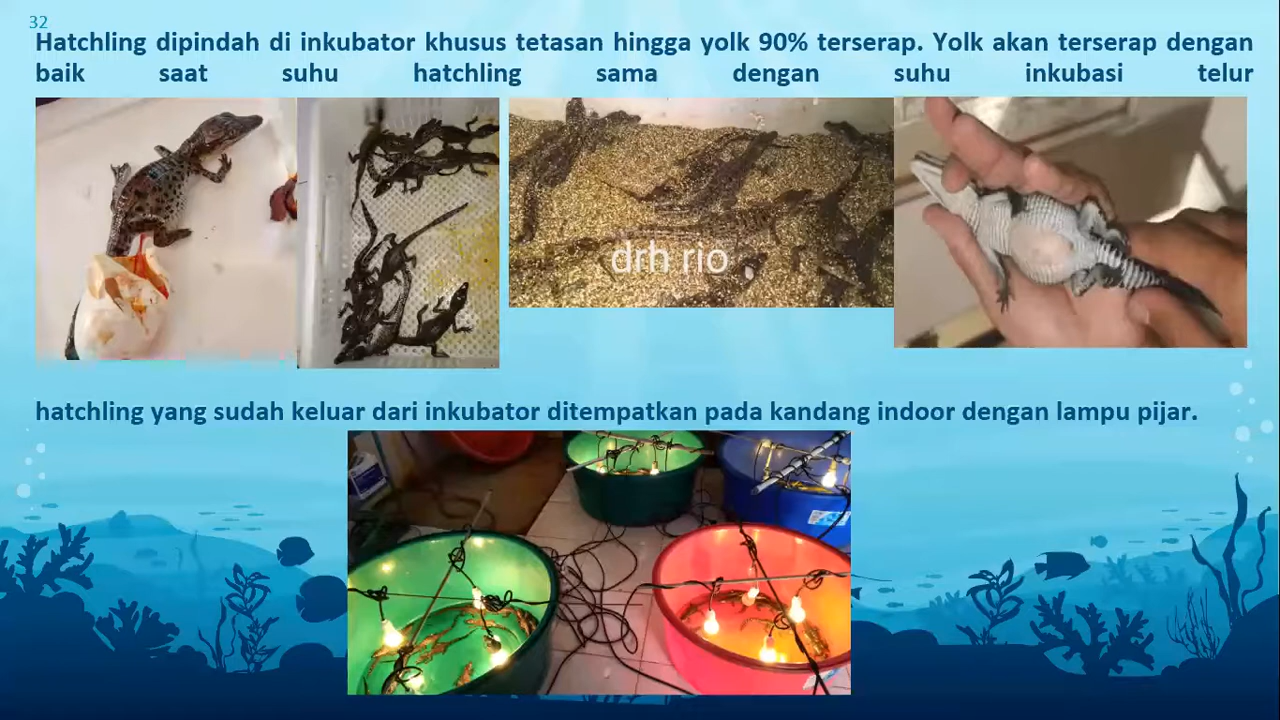 32
Hatchling dipindah di inkubator khusus tetasan hingga yolk 90% terserap. Yolk akan terserap dengan
baik saat suhu hatchling sama dengan suhu inkubasi telur
drh rio
hatchling yang sudah keluar dari inkubator ditempatkan pada kandang indoor dengan lampu pijar.